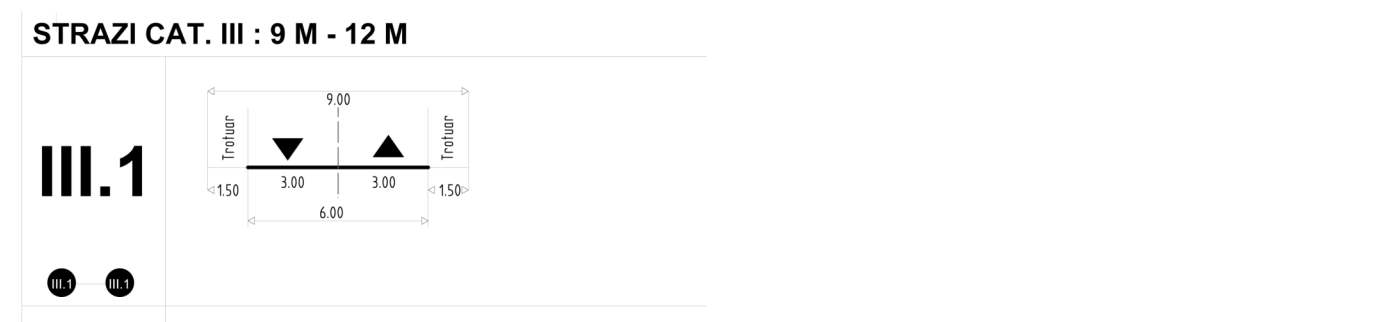 STRAZI CAT. III : 9 M - 12 M
9.00
Trotuar
Trotuar
III.1
1.50
3.00
3.00
1.50
6.00
III.1
III.1